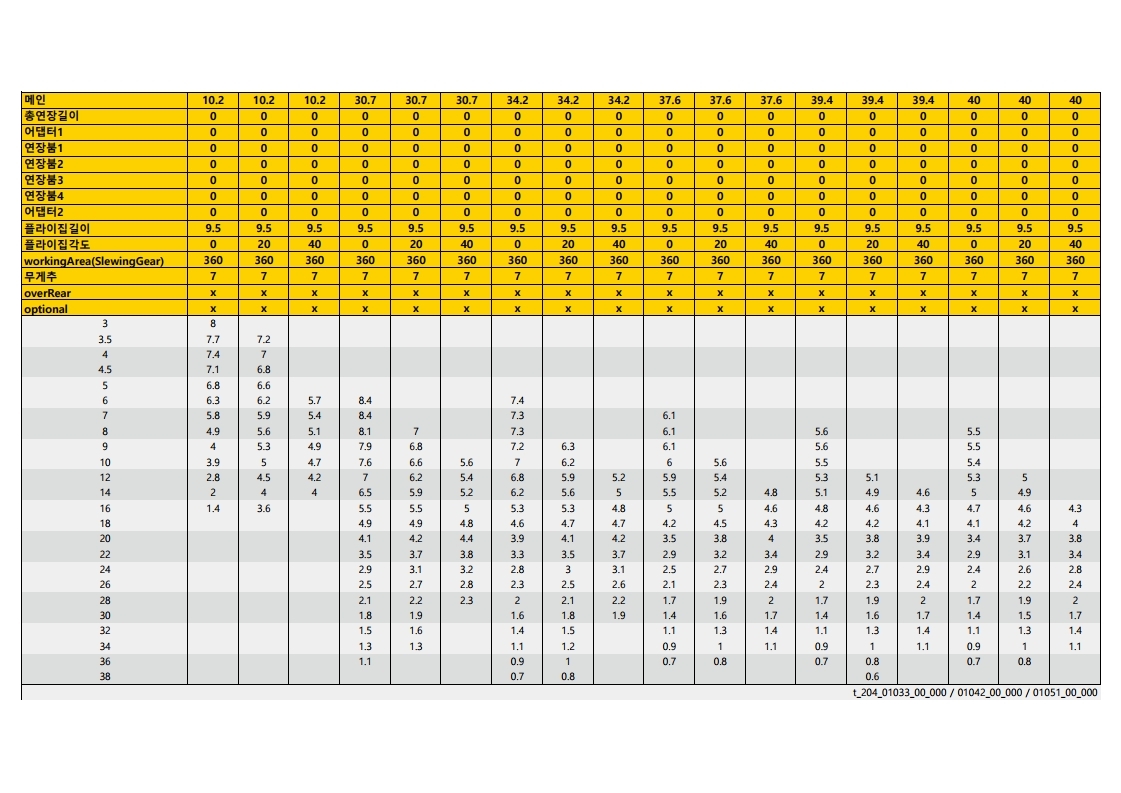 메인 10.2 10.2 10.2 30.7 30.7 30.7 34.2 34.2 34.2 37.6 37.6 37.6 39.4 39.4 39.4 40 40 40
총연장길이 0 0 0 0 0 0 0 0 0 0 0 0 0 0 0 0 0 0
어댑터1 0 0 0 0 0 0 0 0 0 0 0 0 0 0 0 0 0 0
연장붐1 0 0 0 0 0 0 0 0 0 0 0 0 0 0 0 0 0 0
연장붐2 0 0 0 0 0 0 0 0 0 0 0 0 0 0 0 0 0 0
연장붐3 0 0 0 0 0 0 0 0 0 0 0 0 0 0 0 0 0 0
연장붐4 0 0 0 0 0 0 0 0 0 0 0 0 0 0 0 0 0 0
어댑터2 0 0 0 0 0 0 0 0 0 0 0 0 0 0 0 0 0 0
플라이집길이 9.5 9.5 9.5 9.5 9.5 9.5 9.5 9.5 9.5 9.5 9.5 9.5 9.5 9.5 9.5 9.5 9.5 9.5
플라이집각도 0 20 40 0 20 40 0 20 40 0 20 40 0 20 40 0 20 40
workingArea(SlewingGear) 360 360 360 360 360 360 360 360 360 360 360 360 360 360 360 360 360 360
무게추 7 7 7 7 7 7 7 7 7 7 7 7 7 7 7 7 7 7
overRear x x x x x x x x x x x x x x x x x x
optional x x x x x x x x x x x x x x x x x x
3 8
3.5 7.7 7.2
4 7.4 7
4.5 7.1 6.8
5 6.8 6.6
6 6.3 6.2 5.7 8.4 7.4
7 5.8 5.9 5.4 8.4 7.3 6.1
8 4.9 5.6 5.1 8.1 7 7.3 6.1 5.6 5.5
9 4 5.3 4.9 7.9 6.8 7.2 6.3 6.1 5.6 5.5
10 3.9 5 4.7 7.6 6.6 5.6 7 6.2 6 5.6 5.5 5.4
12 2.8 4.5 4.2 7 6.2 5.4 6.8 5.9 5.2 5.9 5.4 5.3 5.1 5.3 5
14 2 4 4 6.5 5.9 5.2 6.2 5.6 5 5.5 5.2 4.8 5.1 4.9 4.6 5 4.9
16 1.4 3.6 5.5 5.5 5 5.3 5.3 4.8 5 5 4.6 4.8 4.6 4.3 4.7 4.6 4.3
18 4.9 4.9 4.8 4.6 4.7 4.7 4.2 4.5 4.3 4.2 4.2 4.1 4.1 4.2 4
20 4.1 4.2 4.4 3.9 4.1 4.2 3.5 3.8 4 3.5 3.8 3.9 3.4 3.7 3.8
22 3.5 3.7 3.8 3.3 3.5 3.7 2.9 3.2 3.4 2.9 3.2 3.4 2.9 3.1 3.4
24 2.9 3.1 3.2 2.8 3 3.1 2.5 2.7 2.9 2.4 2.7 2.9 2.4 2.6 2.8
26 2.5 2.7 2.8 2.3 2.5 2.6 2.1 2.3 2.4 2 2.3 2.4 2 2.2 2.4
28 2.1 2.2 2.3 2 2.1 2.2 1.7 1.9 2 1.7 1.9 2 1.7 1.9 2
30 1.8 1.9 1.6 1.8 1.9 1.4 1.6 1.7 1.4 1.6 1.7 1.4 1.5 1.7
32 1.5 1.6 1.4 1.5 1.1 1.3 1.4 1.1 1.3 1.4 1.1 1.3 1.4
34 1.3 1.3 1.1 1.2 0.9 1 1.1 0.9 1 1.1 0.9 1 1.1
36 1.1 0.9 1 0.7 0.8 0.7 0.8 0.7 0.8
38 0.7 0.8 0.6
t_204_01033_00_000 / 01042_00_000 / 01051_00_000